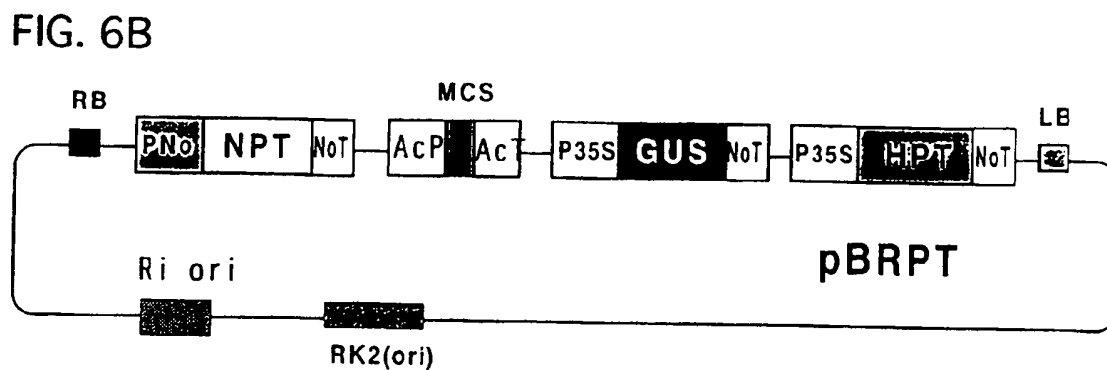 FIG. 6B
RB
MCS
LB
PNo NPT NoT AcP AcT P35S GUS NoT P35S HPT NoT
Ri ori
pBRPT
RK2(ori)